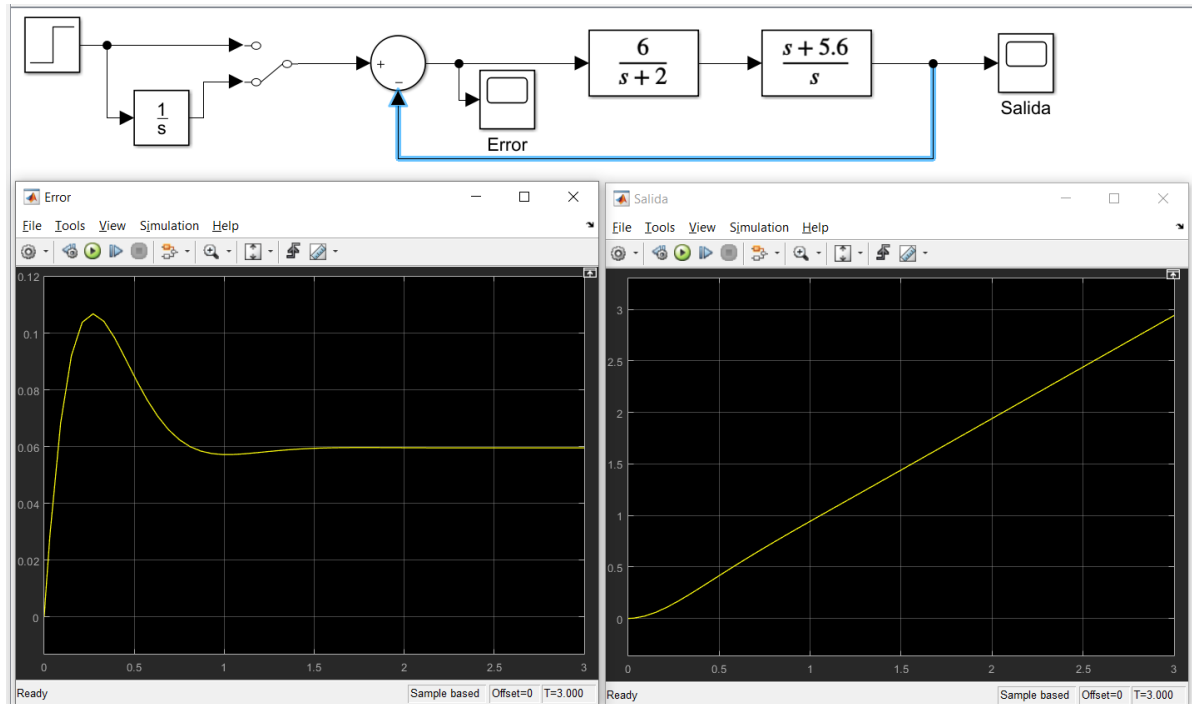 +
−
6
s + 2
s + 5.6
s
1
s
Error
Salida
Error
File Tools View Simulation Help
0.12
0.1
0.08
0.06
0.04
0.02
0
0 0.5 1 1.5 2 2.5 3
Ready Sample based Offset=0 T=3.000
Salida
File Tools View Simulation Help
3
2.5
2
1.5
1
0.5
0
0 0.5 1 1.5 2 2.5 3
Ready Sample based Offset=0 T=3.000